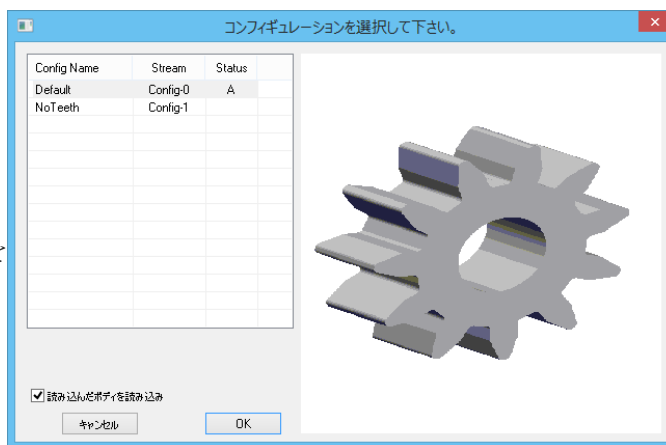 コンフィギュレーションを選択して下さい。
Config Name Stream Status
Default Config-0 A
NoTeeth Config-1
読み込んだボディを読み込み
キャンセル OK